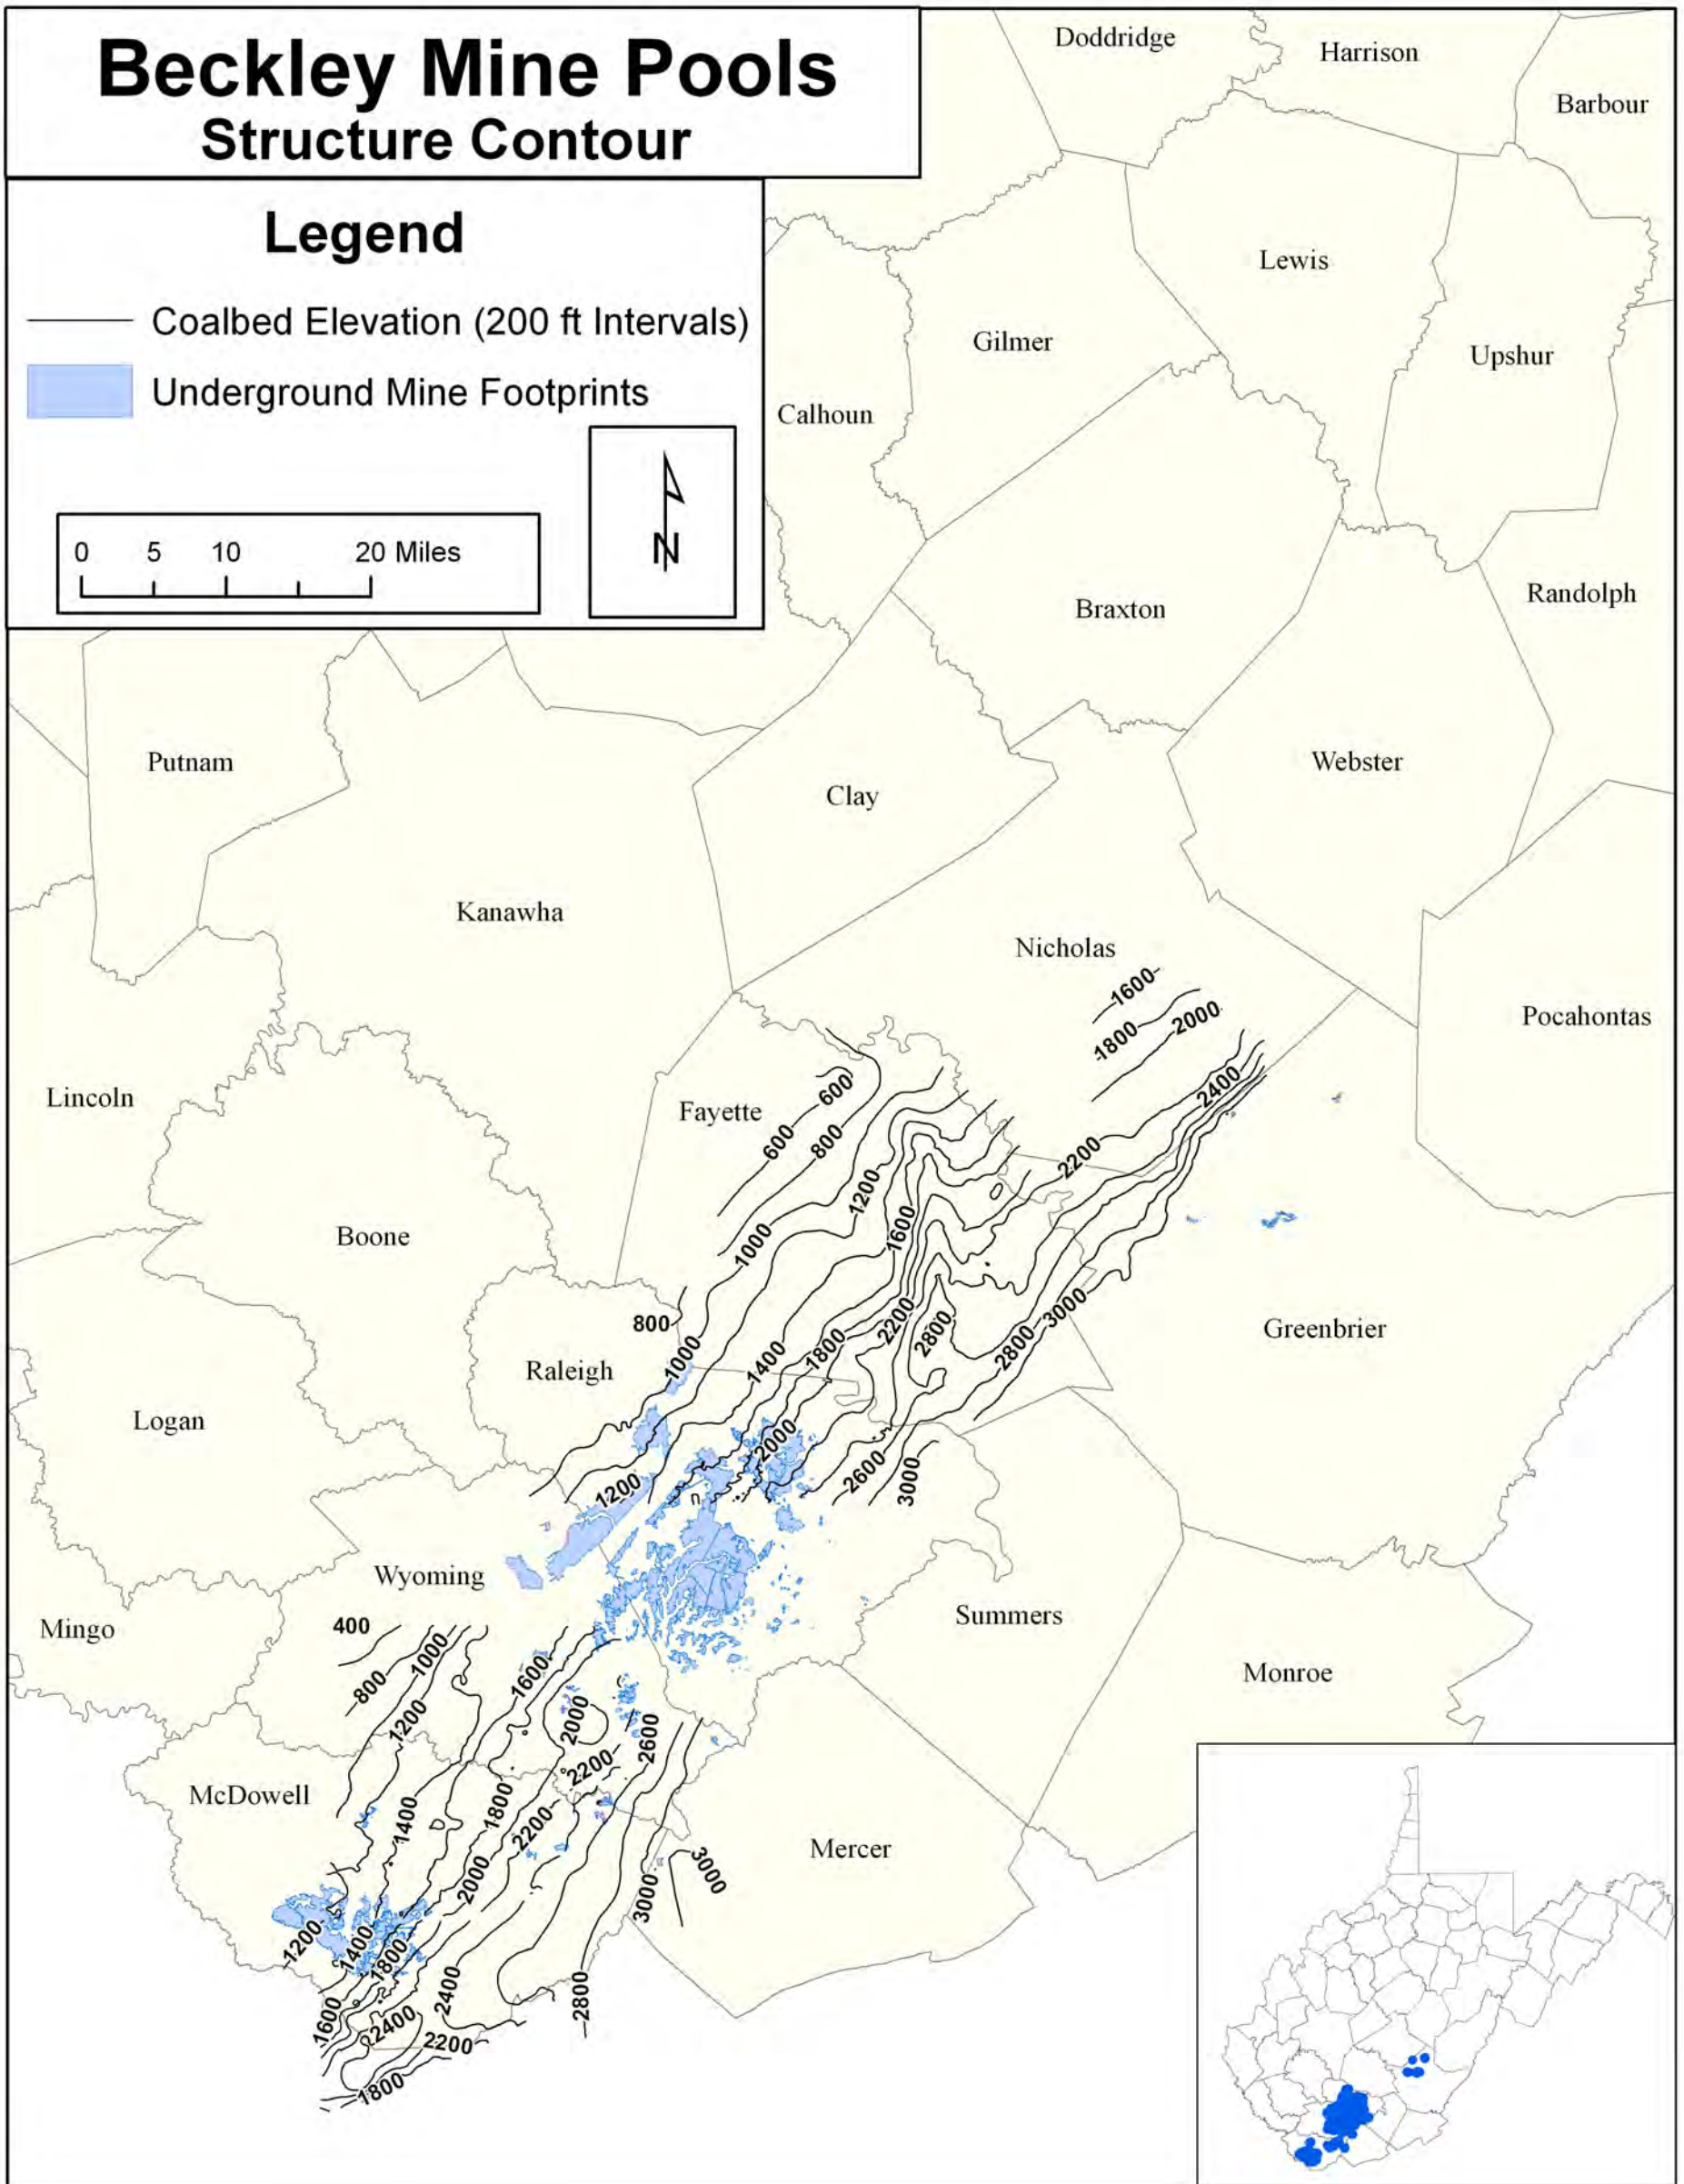 Beckley Mine Pools
Structure Contour
Legend
Coalbed Elevation (200 ft Intervals)
Underground Mine Footprints
0 5 10 20 Miles
N
Doddridge
Harrison
Barbour
Lewis
Gilmer
Upshur
Calhoun
Randolph
Braxton
Putnam
Webster
Clay
Kanawha
Nicholas
1600
2000
Pocahontas
1800
2400
600
Lincoln
Fayette
600
800
2200
1200
1600
Boone
1000
3000
800
2200
Greenbrier
2800
2800
1800
1000
1400
Raleigh
Logan
2000
2600
3000
1200
Wyoming
Summers
400
Mingo
1000
Monroe
1600
800
1200
2000
2600
2200
McDowell
1800
1400
2200
Mercer
3000
2000
3000
1200
1400
1800
2400
2800
1600
2400
2200
1800